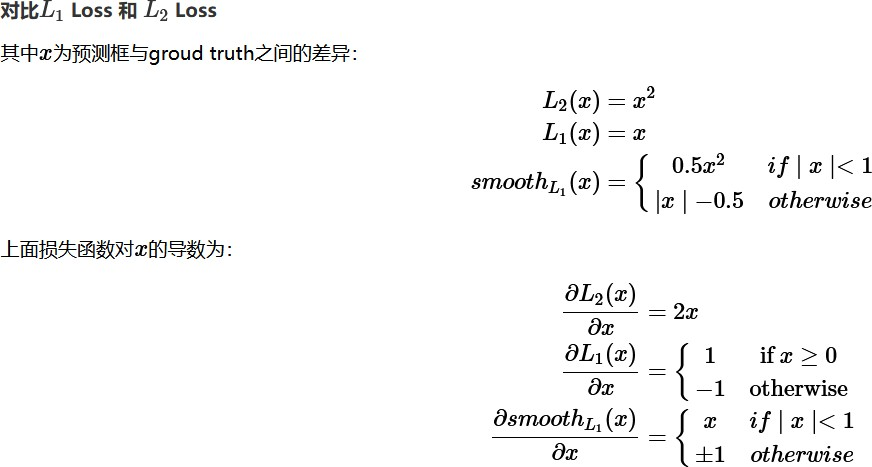 对比$L_1$ Loss 和 $L_2$ Loss
其中$x$为预测框与groud truth之间的差异：
$L_2(x) = x^2$
$L_1(x) = x$
$smooth_{L_1}(x) = \begin{cases} 0.5x^2 & if \mid x \mid < 1 \\ \mid x \mid - 0.5 & otherwise \end{cases}$
上面损失函数对$x$的导数为：
$\frac{\partial L_2(x)}{\partial x} = 2x$
$\frac{\partial L_1(x)}{\partial x} = \begin{cases} 1 & \text{if } x \geq 0 \\ -1 & \text{otherwise} \end{cases}$
$\frac{\partial smooth_{L_1}(x)}{\partial x} = \begin{cases} x & if \mid x \mid < 1 \\ \pm 1 & otherwise \end{cases}$